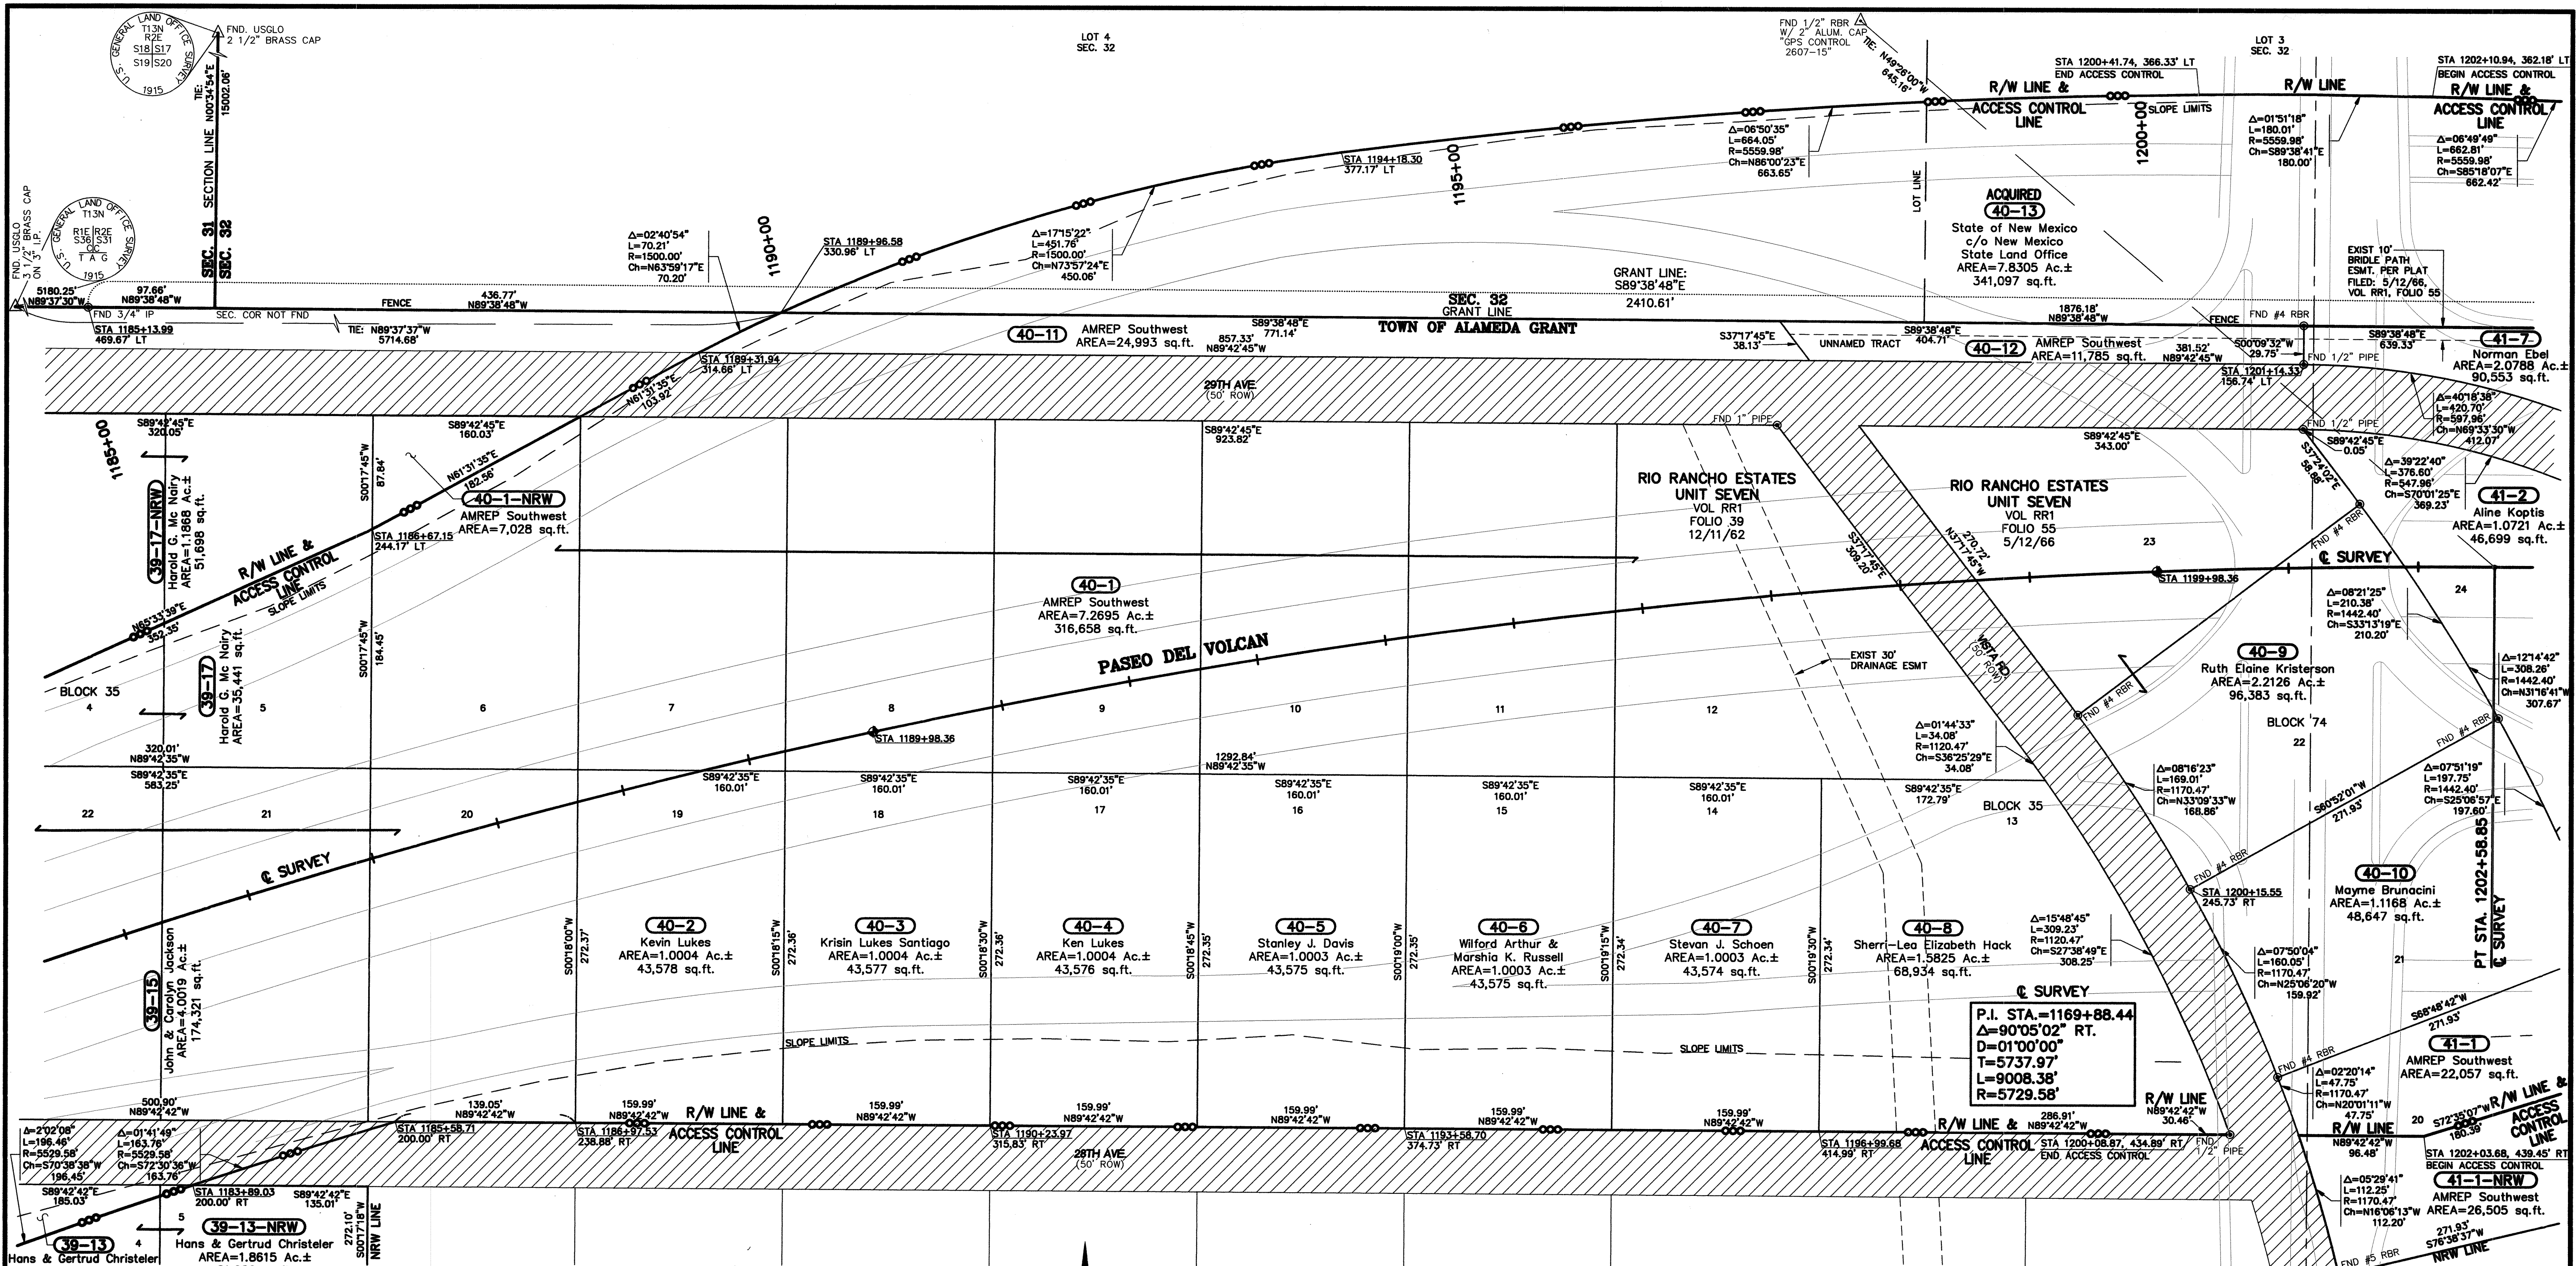 U.S. GENERAL LAND OFFICE SURVEY
T13N
R2E
S18 S17
S19 S20
1915
FND. USGLO
2 1/2" BRASS CAP
TIE:
SECTION LINE N00°34'54"E
15002.06'
SEC. 31
SEC. 32
LOT 4
SEC. 32
FND 1/2" RBR
W/ 2" ALUM. CAP
"GPS CONTROL
2607-15"
TIE: N49°26'00"W
645.16'
LOT 3
SEC. 32
STA 1200+41.74, 366.33' LT
END ACCESS CONTROL
R/W LINE &
ACCESS CONTROL
LINE
SLOPE LIMITS
1200+00
R/W LINE
STA 1202+10.94, 362.18' LT
BEGIN ACCESS CONTROL
R/W LINE &
ACCESS CONTROL
LINE
Δ=06°50'35"
L=664.05'
R=5559.98'
Ch=N86°00'23"E
663.65'
Δ=01°51'18"
L=180.01'
R=5559.98'
Ch=S89°38'41"E
180.00'
Δ=06°49'49"
L=662.81'
R=5559.98'
Ch=S85°18'07"E
662.42'
FND. USGLO
3 1/2" BRASS CAP
ON 3" I.P.
U.S. GENERAL LAND OFFICE SURVEY
T13N
R1E R2E
S36 S31
CC
T A G
1915
5180.25'
N89°37'30"W
97.66'
N89°38'48"W
FND 3/4" IP
STA 1185+13.99
469.67' LT
FENCE
SEC. COR NOT FND
436.77'
N89°38'48"W
TIE: N89°37'37"W
5714.68'
Δ=02°40'54"
L=70.21'
R=1500.00'
Ch=N63°59'17"E
70.20'
1190+00
STA 1189+96.58
330.96' LT
Δ=17°15'22"
L=451.76'
R=1500.00'
Ch=N73°57'24"E
450.06'
STA 1194+18.30
377.17' LT
1195+00
LOT LINE
ACQUIRED
40-13
State of New Mexico
c/o New Mexico
State Land Office
AREA=7.8305 Ac.±
341,097 sq.ft.
EXIST 10'
BRIDLE PATH
ESMT. PER PLAT
FILED: 5/12/66,
VOL RR1, FOLIO 55
GRANT LINE:
S89°38'48"E
2410.61'
SEC. 32
GRANT LINE
TOWN OF ALAMEDA GRANT
1876.18'
N89°38'48"W
FENCE
FND #4 RBR
40-11
AMREP Southwest
AREA=24,993 sq.ft.
S89°38'48"E
771.14'
857.33'
N89°42'45"W
S37°17'45"E
38.13'
UNNAMED TRACT
S89°38'48"E
404.71'
40-12
AMREP Southwest
AREA=11,785 sq.ft.
381.52'
N89°42'45"W
S00°09'32"W
29.75'
S89°38'48"E
639.33'
FND 1/2" PIPE
STA 1201+14.33
156.74' LT
41-7
Norman Ebel
AREA=2.0788 Ac.±
90,553 sq.ft.
STA 1189+31.94
314.66' LT
N61°31'35"E
103.92'
29TH AVE.
(50' ROW)
Δ=40°18'38"
L=420.70'
R=597.96'
Ch=N69°33'30"W
412.07'
1185+00
S89°42'45"E
320.05'
S89°42'45"E
160.03'
S89°42'45"E
923.82'
FND 1" PIPE
S89°42'45"E
343.00'
FND 1/2" PIPE
S89°42'45"E
0.05'
Δ=39°22'40"
L=376.60'
R=547.96'
Ch=S70°01'25"E
369.23'
S37°24'02"E
58.88'
39-17-NRW
Harold G. Mc Nairy
AREA=1.1868 Ac.±
51,698 sq.ft.
S00°17'45"W
87.84'
N61°31'35"E
182.56'
40-1-NRW
AMREP Southwest
AREA=7,028 sq.ft.
STA 1186+67.15
244.17' LT
R/W LINE &
ACCESS CONTROL
LINE
SLOPE LIMITS
N65°33'39"E
352.35'
RIO RANCHO ESTATES
UNIT SEVEN
VOL RR1
FOLIO 39
12/11/62
RIO RANCHO ESTATES
UNIT SEVEN
VOL RR1
FOLIO 55
5/12/66
S37°17'45"E
309.20'
270.72'
N37°17'45"W
41-2
Aline Koptis
AREA=1.0721 Ac.±
46,699 sq.ft.
23
FND #4 RBR
℄ SURVEY
STA 1199+98.36
24
40-1
AMREP Southwest
AREA=7.2695 Ac.±
316,658 sq.ft.
PASEO DEL VOLCAN
EXIST 30'
DRAINAGE ESMT
VISTA RD.
(50' ROW)
Δ=08°21'25"
L=210.38'
R=1442.40'
Ch=S33°13'19"E
210.20'
40-9
Ruth Elaine Kristerson
AREA=2.2126 Ac.±
96,383 sq.ft.
Δ=12°14'42"
L=308.26'
R=1442.40'
Ch=N31°16'41"W
307.67'
BLOCK 35
4
39-17
Harold G. Mc Nairy
AREA=35,441 sq.ft.
5
S00°17'45"W
184.45'
6
7
8
9
10
11
12
STA 1189+98.36
FND #4 RBR
FND #4 RBR
BLOCK 74
22
Δ=01°44'33"
L=34.08'
R=1120.47'
Ch=S36°25'29"E
34.08'
320.01'
N89°42'35"W
S89°42'35"E
583.25'
1292.84'
N89°42'35"W
S89°42'35"E
160.01'
S89°42'35"E
160.01'
S89°42'35"E
160.01'
S89°42'35"E
160.01'
S89°42'35"E
160.01'
S89°42'35"E
160.01'
S89°42'35"E
172.79'
Δ=08°16'23"
L=169.01'
R=1170.47'
Ch=N33°09'33"W
168.86'
S60°52'01"W
271.93'
Δ=07°51'19"
L=197.75'
R=1442.40'
Ch=S25°06'57"E
197.60'
22
21
20
19
18
17
16
15
14
BLOCK 35
13
℄ SURVEY
FND #4 RBR
STA 1200+15.55
245.73' RT
40-10
Mayme Brunacini
AREA=1.1168 Ac.±
48,647 sq.ft.
PT STA. 1202+58.85
℄ SURVEY
39-15
John & Carolyn Jackson
AREA=4.0019 Ac.±
174,321 sq.ft.
S00°18'00"W
272.37'
40-2
Kevin Lukes
AREA=1.0004 Ac.±
43,578 sq.ft.
S00°18'15"W
272.36'
40-3
Krisin Lukes Santiago
AREA=1.0004 Ac.±
43,577 sq.ft.
S00°18'30"W
272.36'
40-4
Ken Lukes
AREA=1.0004 Ac.±
43,576 sq.ft.
S00°18'45"W
272.35'
40-5
Stanley J. Davis
AREA=1.0003 Ac.±
43,575 sq.ft.
S00°19'00"W
272.35'
40-6
Wilford Arthur &
Marshia K. Russell
AREA=1.0003 Ac.±
43,575 sq.ft.
S00°19'15"W
272.34'
40-7
Stevan J. Schoen
AREA=1.0003 Ac.±
43,574 sq.ft.
S00°19'30"W
272.34'
40-8
Sherri-Lea Elizabeth Hack
AREA=1.5825 Ac.±
68,934 sq.ft.
Δ=15°48'45"
L=309.23'
R=1120.47'
Ch=S27°38'49"E
308.25'
Δ=07°50'04"
L=160.05'
R=1170.47'
Ch=N25°06'20"W
159.92'
21
℄ SURVEY
P.I. STA.=1169+88.44
Δ=90°05'02" RT.
D=01°00'00"
T=5737.97'
L=9008.38'
R=5729.58'
S68°48'42"W
271.93'
FND #4 RBR
41-1
AMREP Southwest
AREA=22,057 sq.ft.
SLOPE LIMITS
SLOPE LIMITS
Δ=02°20'14"
L=47.75'
R=1170.47'
Ch=N20°01'11"W
47.75'
500.90'
N89°42'42"W
139.05'
N89°42'42"W
159.99'
N89°42'42"W
R/W LINE &
ACCESS CONTROL
LINE
159.99'
N89°42'42"W
159.99'
N89°42'42"W
159.99'
N89°42'42"W
159.99'
N89°42'42"W
159.99'
N89°42'42"W
R/W LINE &
ACCESS CONTROL
LINE
286.91'
N89°42'42"W
R/W LINE
N89°42'42"W
30.46'
FND
1/2" PIPE
R/W LINE
N89°42'42"W
96.48'
20
S72°35'07"W
180.39'
R/W LINE &
ACCESS
CONTROL
LINE
Δ=2°02'08"
L=196.46'
R=5529.58'
Ch=S70°38'38"W
196.45'
Δ=01°41'49"
L=163.76'
R=5529.58'
Ch=S72°30'36"W
163.76'
STA 1185+58.71
200.00' RT
STA 1186+97.53
238.88' RT
STA 1190+23.97
315.83' RT
28TH AVE.
(50' ROW)
STA 1193+58.70
374.73' RT
STA 1196+99.68
414.99' RT
STA 1200+08.87, 434.89' RT
END ACCESS CONTROL
STA 1202+03.68, 439.45' RT
BEGIN ACCESS CONTROL
S89°42'42"E
185.03'
STA 1183+89.03
200.00' RT
S89°42'42"E
135.01'
272.10'
S00°17'18"W
NRW LINE
5
4
39-13
Hans & Gertrud Christeler
39-13-NRW
Hans & Gertrud Christeler
AREA=1.8615 Ac.±
Δ=05°29'41"
L=112.25'
R=1170.47'
Ch=N16°06'13"W
112.20'
41-1-NRW
AMREP Southwest
AREA=26,505 sq.ft.
271.93'
S76°38'37"W
NRW LINE
FND #5 RBR